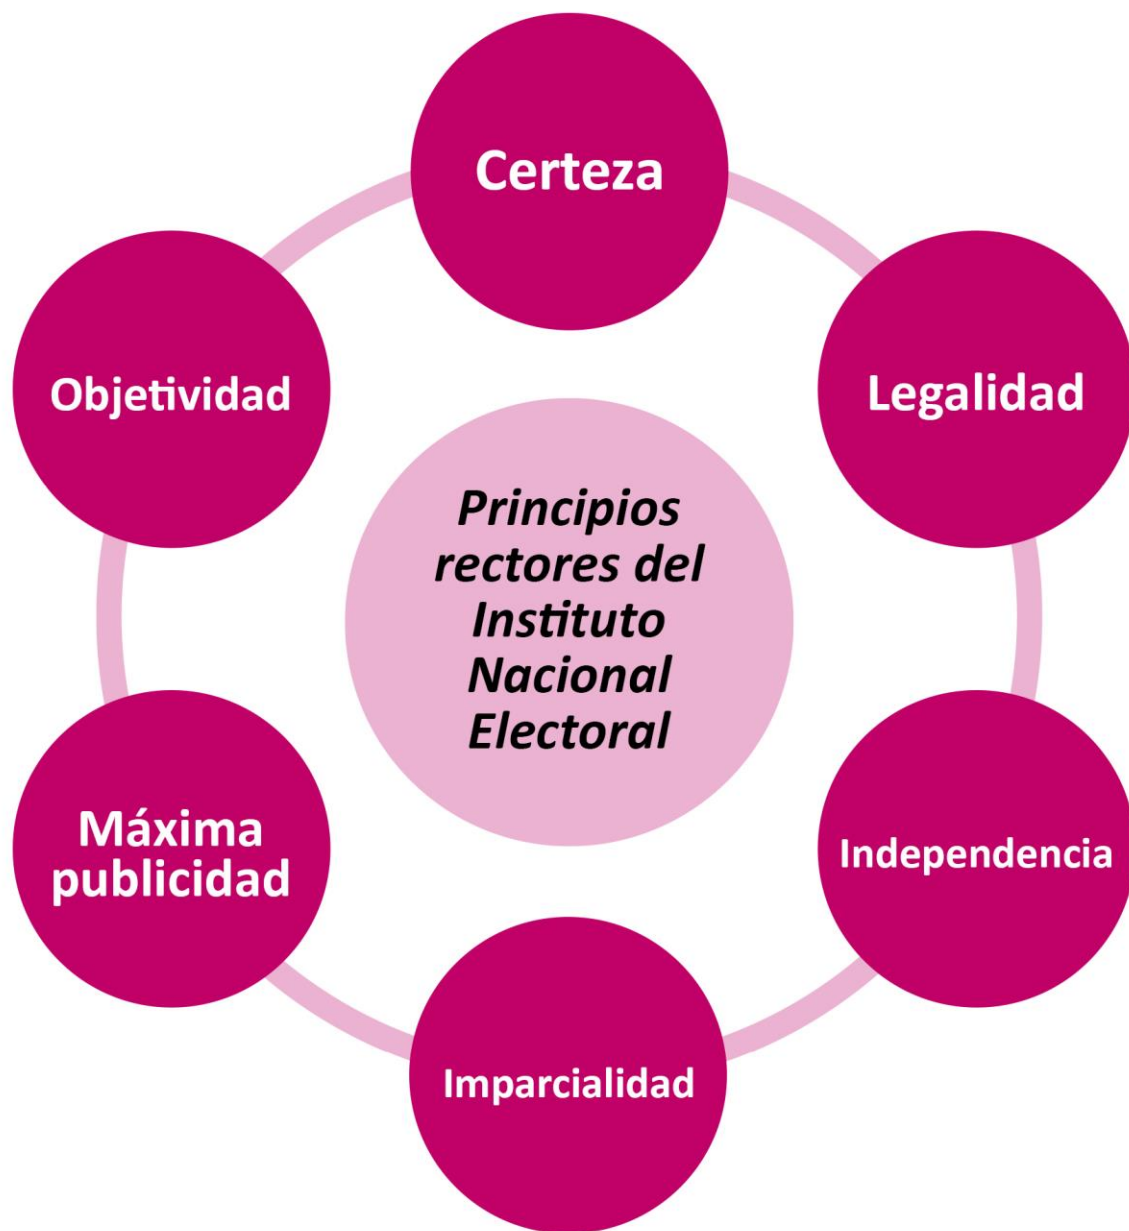 Certeza
Legalidad
Independencia
Imparcialidad
Máxima
publicidad
Objetividad
Principios
rectores del
Instituto
Nacional
Electoral